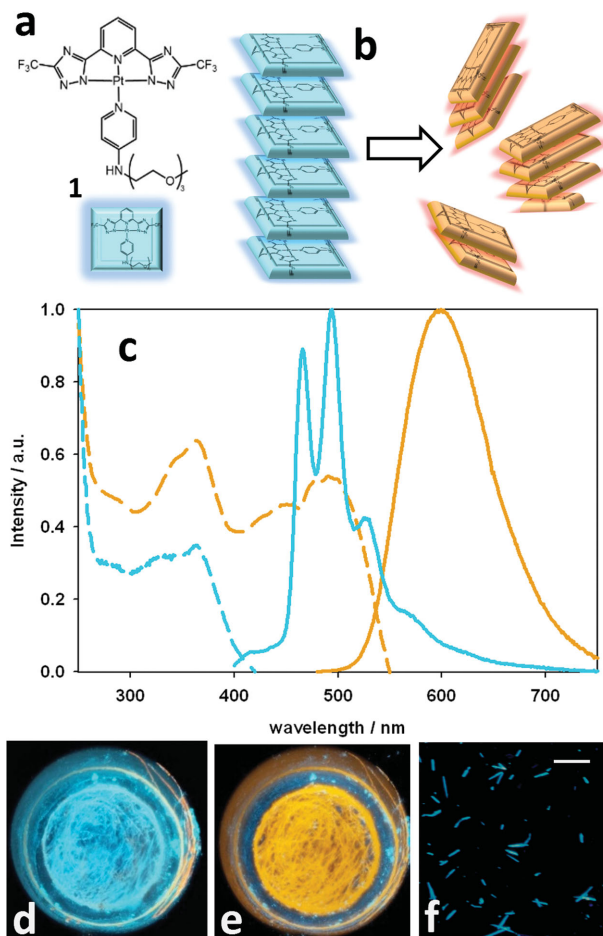 a
b
F₃C
N
N
N
N
N
N
N
CF₃
Pt
N
HN
O
3
1
c
1.0
0.8
0.6
0.4
0.2
0.0
Intensity / a.u.
300
400
500
600
700
wavelength / nm
d
e
f